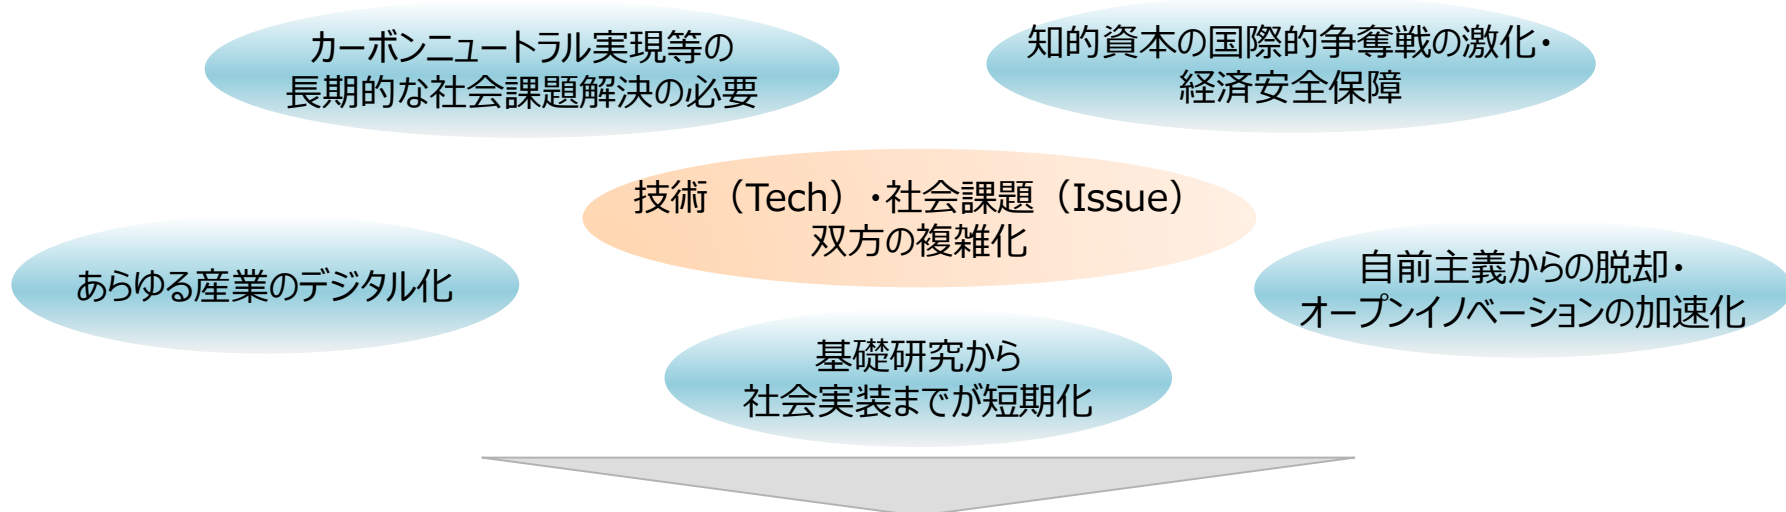 カーボンニュートラル実現等の
長期的な社会課題解決の必要
知的資本の国際的争奪戦の激化・
経済安全保障
技術（Tech）・社会課題（Issue）
双方の複雑化
あらゆる産業のデジタル化
自前主義からの脱却・
オープンイノベーションの加速化
基礎研究から
社会実装までが短期化